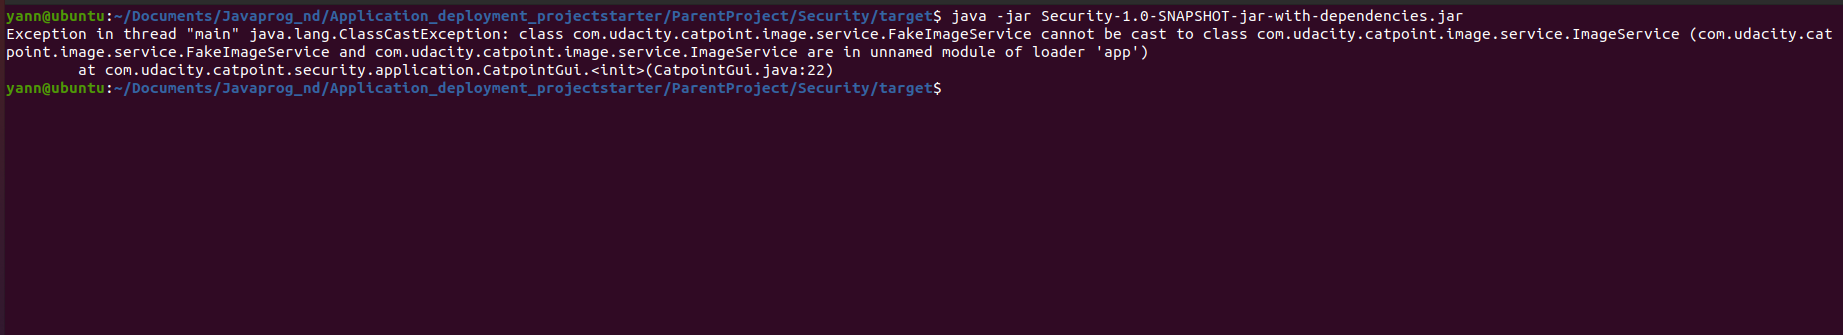 yann@ubuntu:~/Documents/Javaprog_nd/Application_deployment_projectstarter/ParentProject/Security/target$ java -jar Security-1.0-SNAPSHOT-jar-with-dependencies.jar
Exception in thread "main" java.lang.ClassCastException: class com.udacity.catpoint.image.service.FakeImageService cannot be cast to class com.udacity.catpoint.image.service.ImageService (com.udacity.cat
point.image.service.FakeImageService and com.udacity.catpoint.image.service.ImageService are in unnamed module of loader 'app')
        at com.udacity.catpoint.security.application.CatpointGui.<init>(CatpointGui.java:22)
yann@ubuntu:~/Documents/Javaprog_nd/Application_deployment_projectstarter/ParentProject/Security/target$